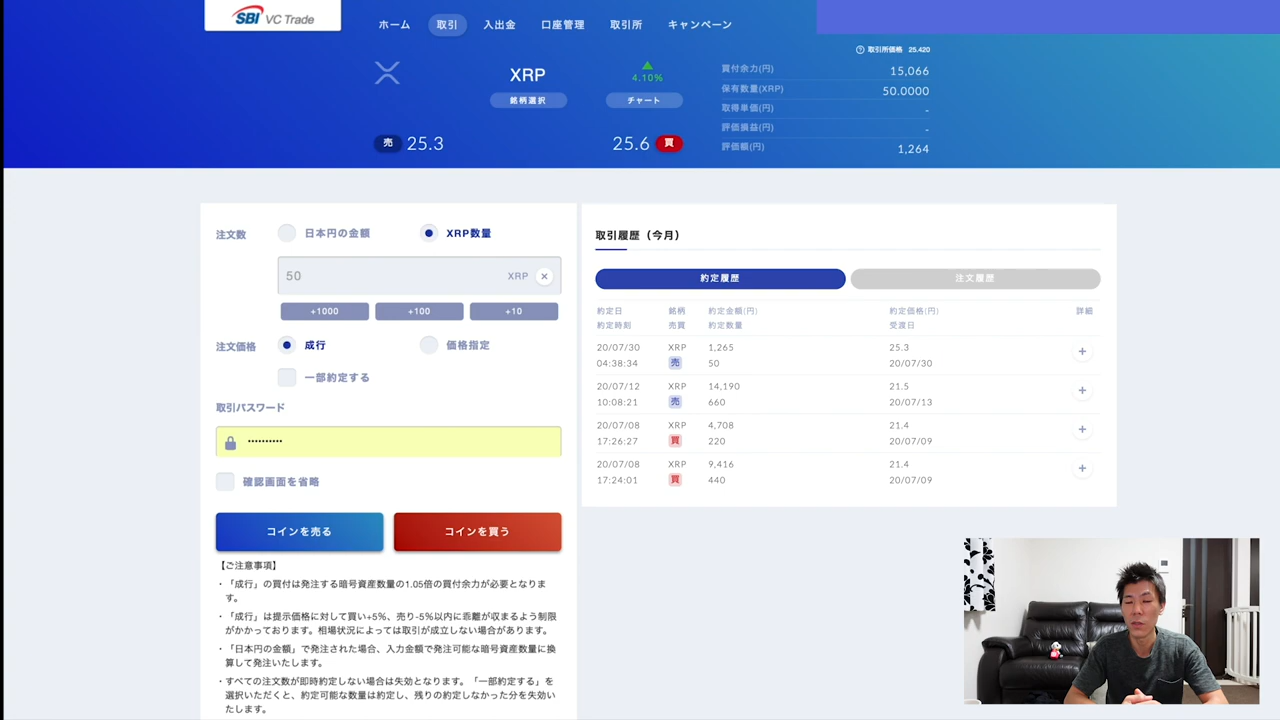 SBI VC Trade
ホーム 取引 入出金 口座管理 取引所 キャンペーン
? 取引所価格 25.420
XRP
4.10%
銘柄選択
チャート
売 25.3
25.6 買
買付余力(円) 15,066
保有数量(XRP) 50.0000
取得単価(円) -
評価損益(円) -
評価額(円) 1,264
注文数 日本円の金額 XRP数量
50 XRP ×
+1000 +100 +10
注文価格 成行 価格指定
一部約定する
取引パスワード
••••••••••
確認画面を省略
コインを売る コインを買う
【ご注意事項】
・「成行」の買付は発注する暗号資産数量の1.05倍の買付余力が必要となりま
す。
・「成行」は提示価格に対して買い+5%、売り-5%以内に乖離が収まるよう制限
がかかっております。相場状況によっては取引が成立しない場合があります。
・「日本円の金額」で発注された場合、入力金額で発注可能な暗号資産数量に換
算して発注いたします。
・すべての注文数が即時約定しない場合は失効となります。「一部約定する」を
選択いただくと、約定可能な数量は約定し、残りの約定しなかった分を失効い
たします。
取引履歴（今月）
約定履歴 注文履歴
約定日 銘柄 約定金額(円) 約定価格(円) 詳細
約定時刻 売買 約定数量 受渡日
20/07/30 XRP 1,265 25.3 +
04:38:34 売 50 20/07/30
20/07/12 XRP 14,190 21.5 +
10:08:21 売 660 20/07/13
20/07/08 XRP 4,708 21.4 +
17:26:27 買 220 20/07/09
20/07/08 XRP 9,416 21.4 +
17:24:01 買 440 20/07/09